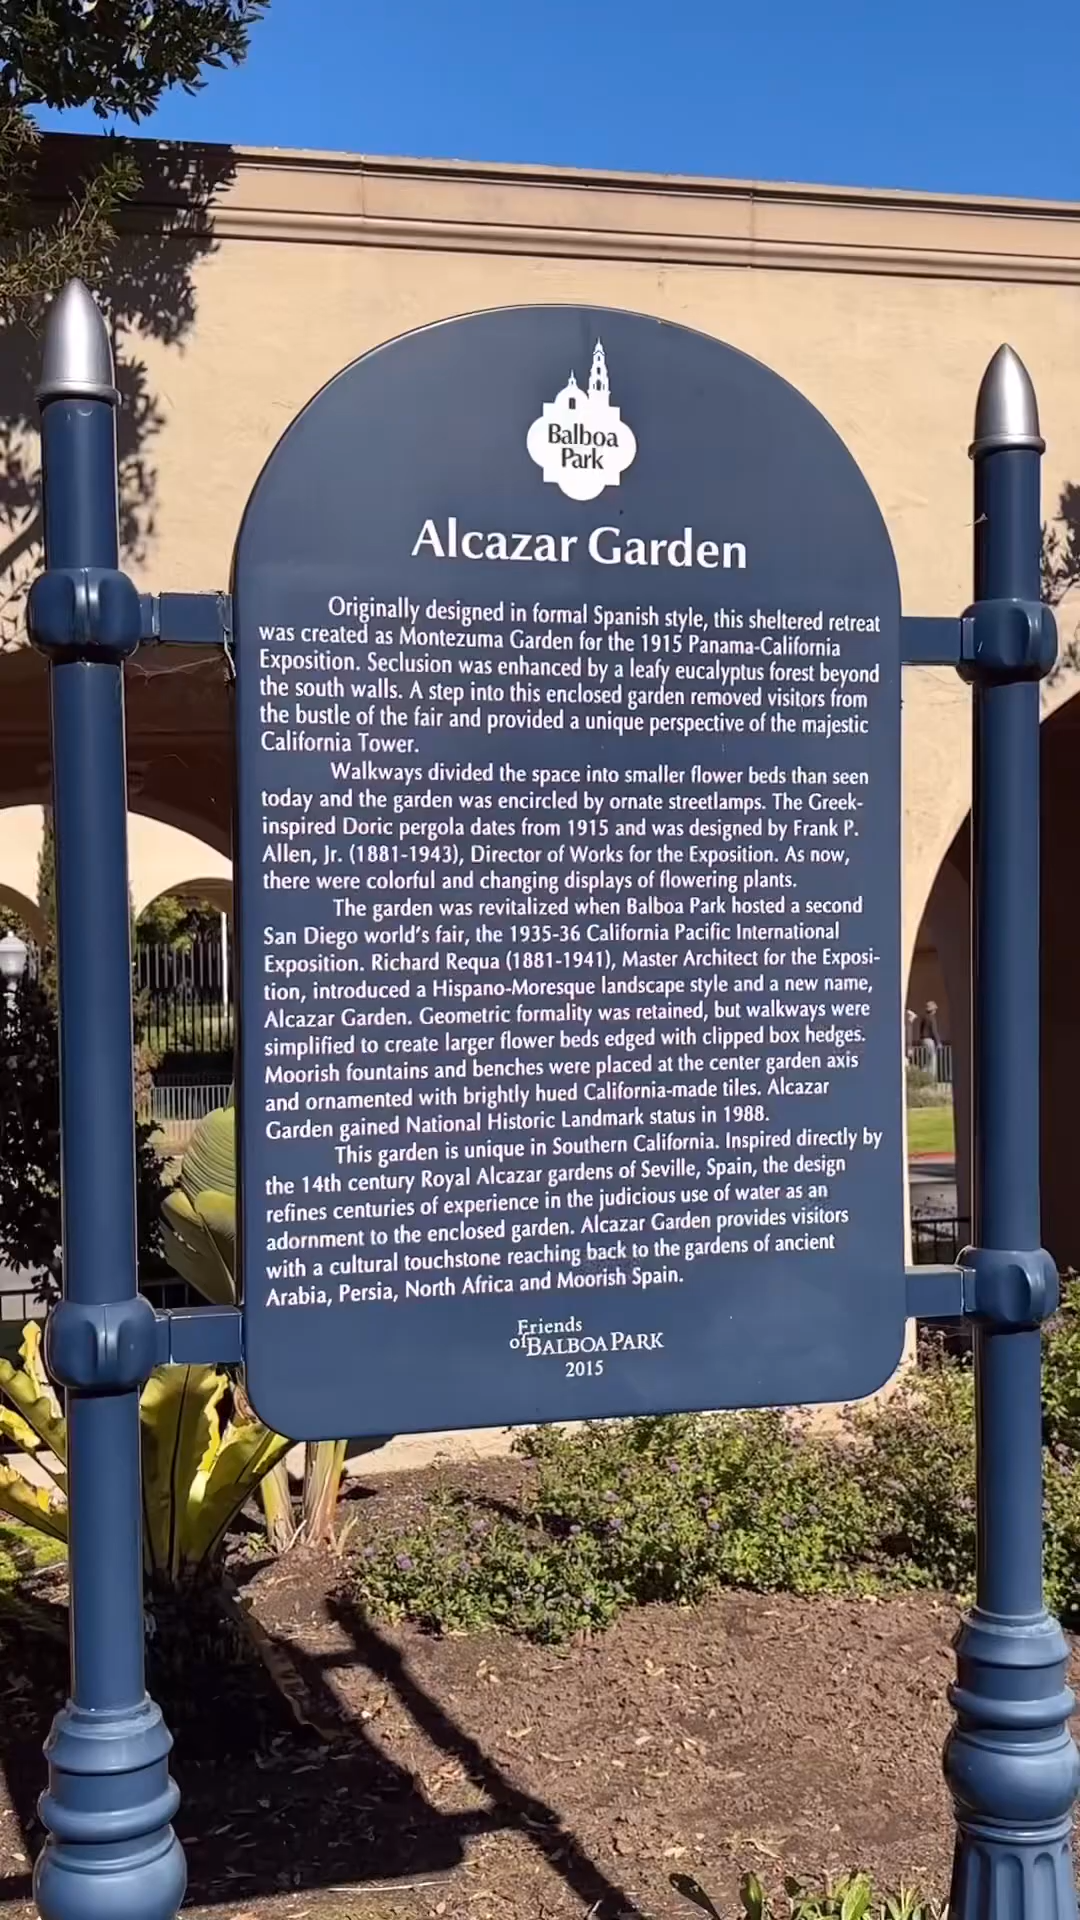 Balboa
Park
Alcazar Garden
Originally designed in formal Spanish style, this sheltered retreat
was created as Montezuma Garden for the 1915 Panama-California
Exposition. Seclusion was enhanced by a leafy eucalyptus forest beyond
the south walls. A step into this enclosed garden removed visitors from
the bustle of the fair and provided a unique perspective of the majestic
California Tower.
Walkways divided the space into smaller flower beds than seen
today and the garden was encircled by ornate streetlamps. The Greek-
inspired Doric pergola dates from 1915 and was designed by Frank P.
Allen, Jr. (1881-1943), Director of Works for the Exposition. As now,
there were colorful and changing displays of flowering plants.
The garden was revitalized when Balboa Park hosted a second
San Diego world's fair, the 1935-36 California Pacific International
Exposition. Richard Requa (1881-1941), Master Architect for the Exposi-
tion, introduced a Hispano-Moresque landscape style and a new name,
Alcazar Garden. Geometric formality was retained, but walkways were
simplified to create larger flower beds edged with clipped box hedges.
Moorish fountains and benches were placed at the center garden axis
and ornamented with brightly hued California-made tiles. Alcazar
Garden gained National Historic Landmark status in 1988.
This garden is unique in Southern California. Inspired directly by
the 14th century Royal Alcazar gardens of Seville, Spain, the design
refines centuries of experience in the judicious use of water as an
adornment to the enclosed garden. Alcazar Garden provides visitors
with a cultural touchstone reaching back to the gardens of ancient
Arabia, Persia, North Africa and Moorish Spain.
Friends
of BALBOA PARK
2015